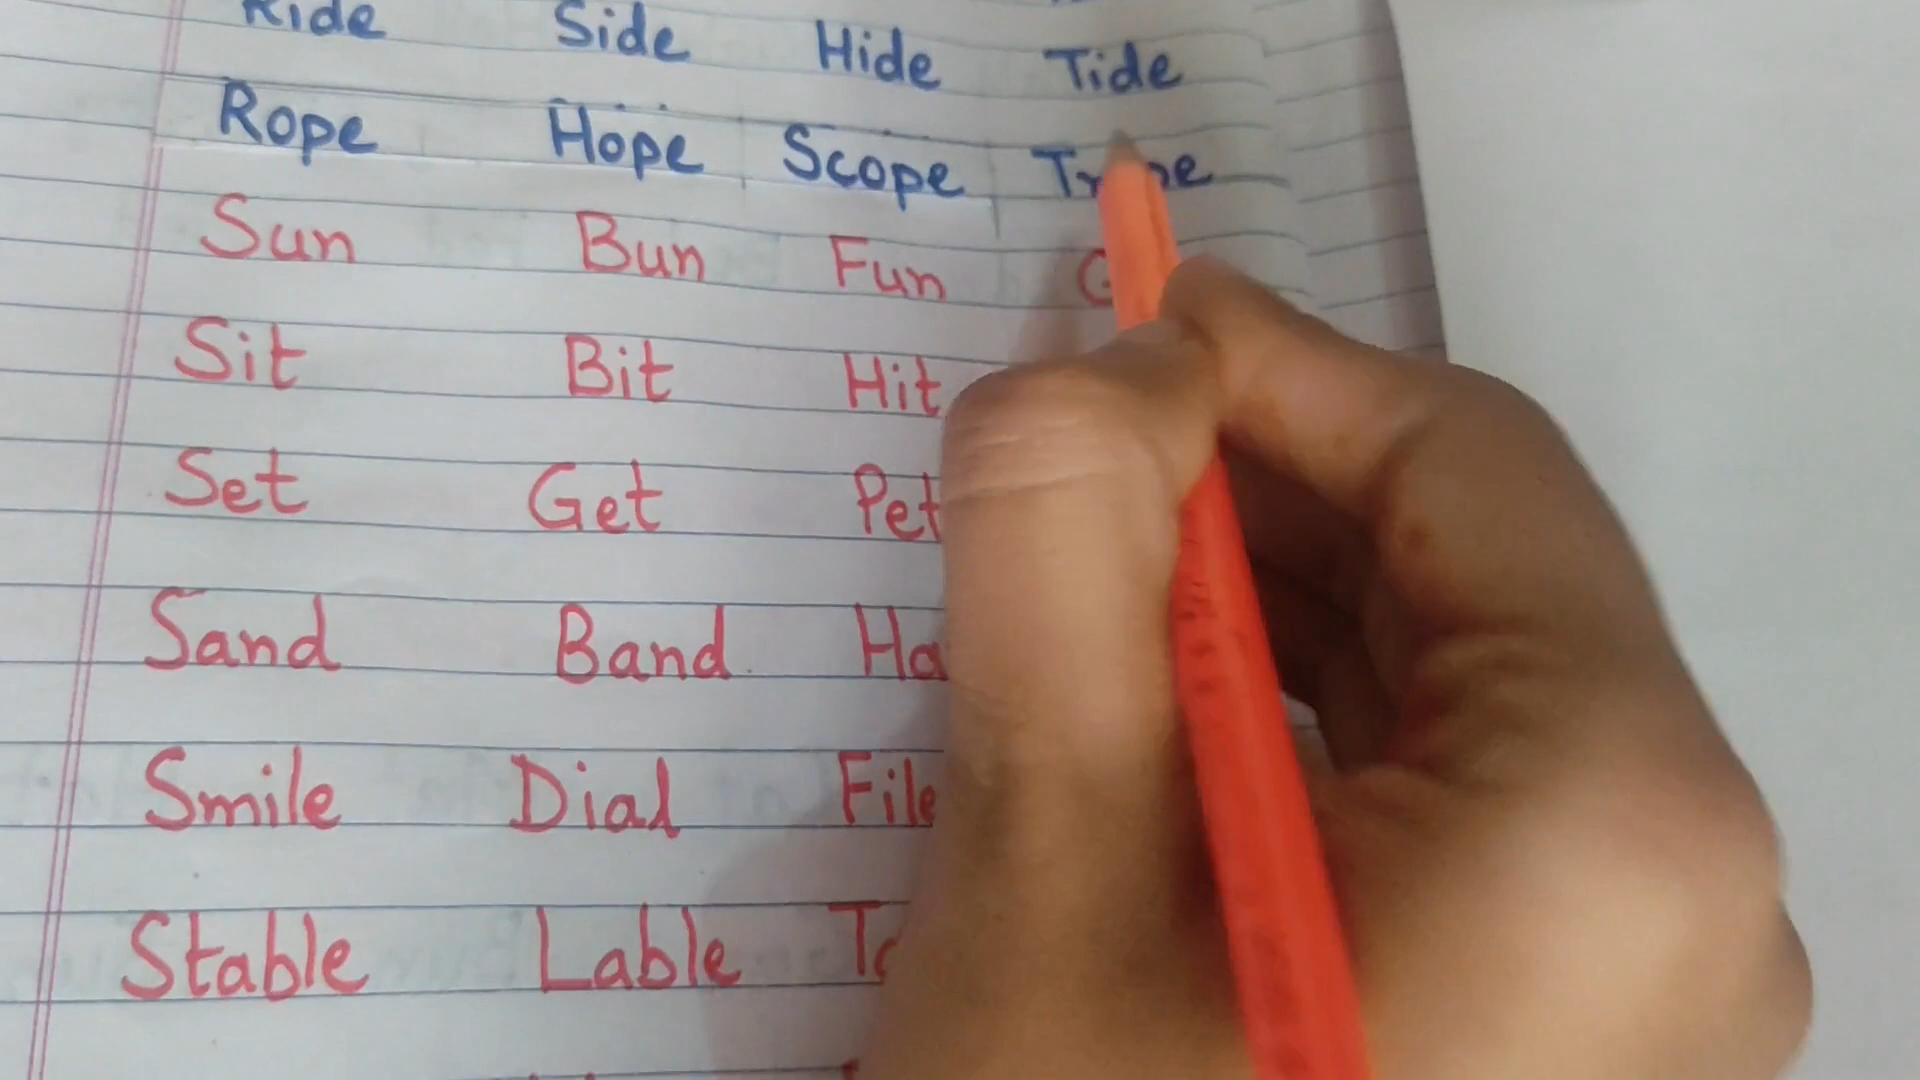 Ride Side Hide Tide
Rope Hope Scope
Sun Bun Fun
Sit Bit Hit
Set Get Pet
Sand Band
Smile Dial File
Stable Lable